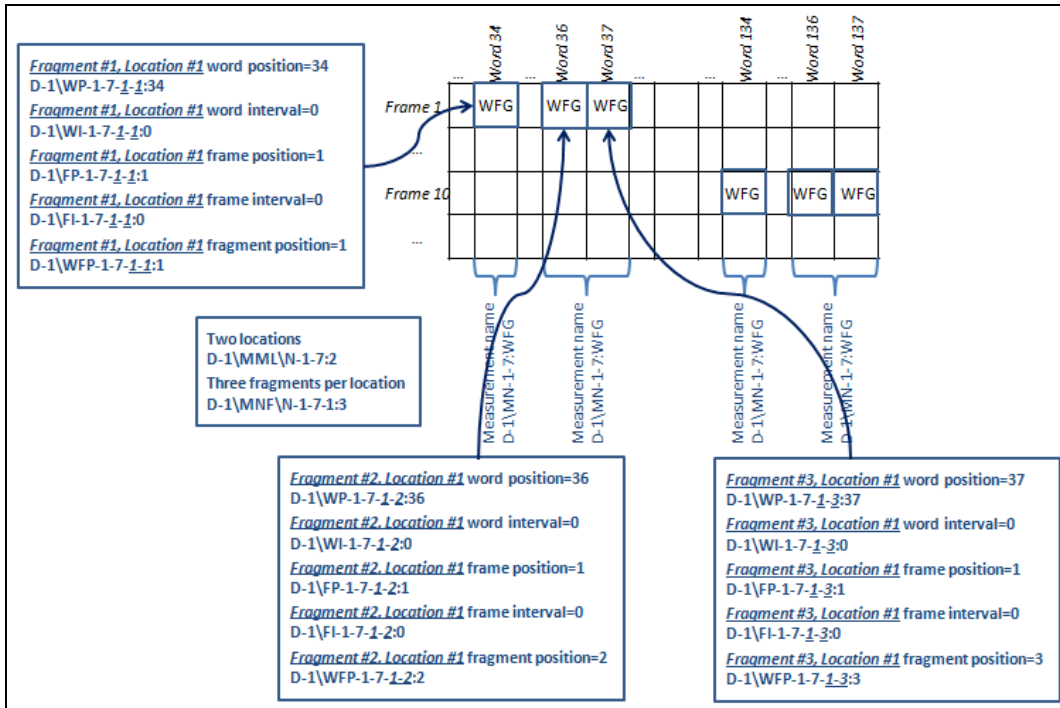 Word 34
Word 36
Word 37
Word 134
Word 136
Word 137
...
...
...
...
...
Frame 1
WFG
WFG
WFG
...
Frame 10
WFG
WFG
WFG
...
Fragment #1, Location #1 word position=34
D-1\WP-1-7-1-1:34
Fragment #1, Location #1 word interval=0
D-1\WI-1-7-1-1:0
Fragment #1, Location #1 frame position=1
D-1\FP-1-7-1-1:1
Fragment #1, Location #1 frame interval=0
D-1\FI-1-7-1-1:0
Fragment #1, Location #1 fragment position=1
D-1\WFP-1-7-1-1:1
Two locations
D-1\MML\N-1-7:2
Three fragments per location
D-1\MNF\N-1-7-1:3
Measurement name
D-1\MN-1-7:WFG
Measurement name
D-1\MN-1-7:WFG
Measurement name
D-1\MN-1-7:WFG
Measurement name
D-1\MN-1-7:WFG
Fragment #2, Location #1 word position=36
D-1\WP-1-7-1-2:36
Fragment #2, Location #1 word interval=0
D-1\WI-1-7-1-2:0
Fragment #2, Location #1 frame position=1
D-1\FP-1-7-1-2:1
Fragment #2, Location #1 frame interval=0
D-1\FI-1-7-1-2:0
Fragment #2, Location #1 fragment position=2
D-1\WFP-1-7-1-2:2
Fragment #3, Location #1 word position=37
D-1\WP-1-7-1-3:37
Fragment #3, Location #1 word interval=0
D-1\WI-1-7-1-3:0
Fragment #3, Location #1 frame position=1
D-1\FP-1-7-1-3:1
Fragment #3, Location #1 frame interval=0
D-1\FI-1-7-1-3:0
Fragment #3, Location #1 fragment position=3
D-1\WFP-1-7-1-3:3